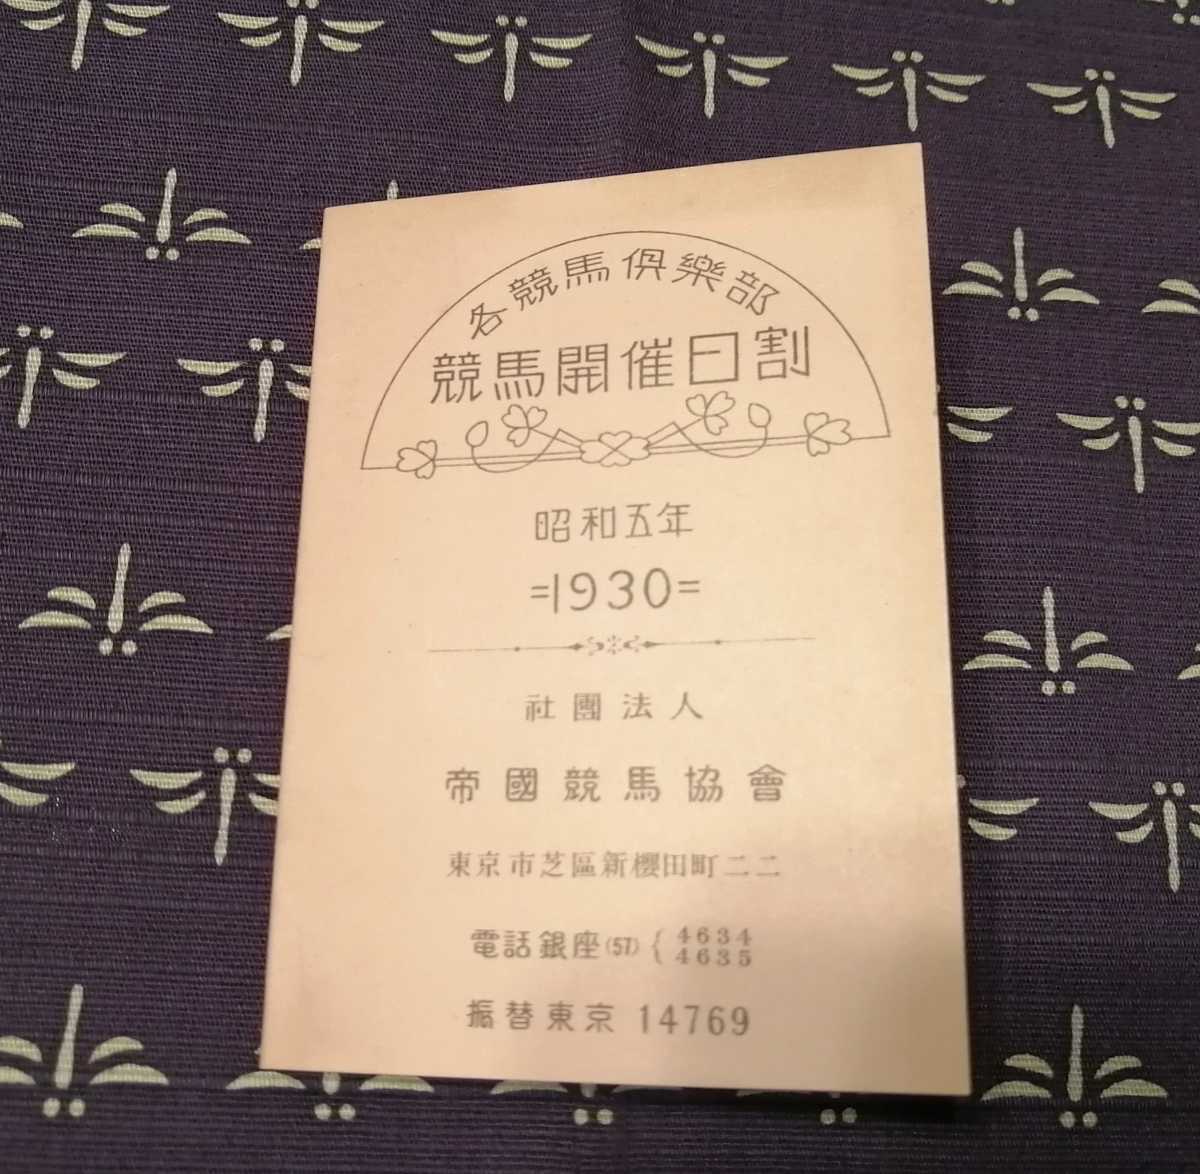 各競馬倶樂部
競馬開催日割
昭和五年
=1930=
社團法人
帝國競馬協會
東京市芝區新櫻田町二二
電話銀座(57){4634
4635
振替東京 14769